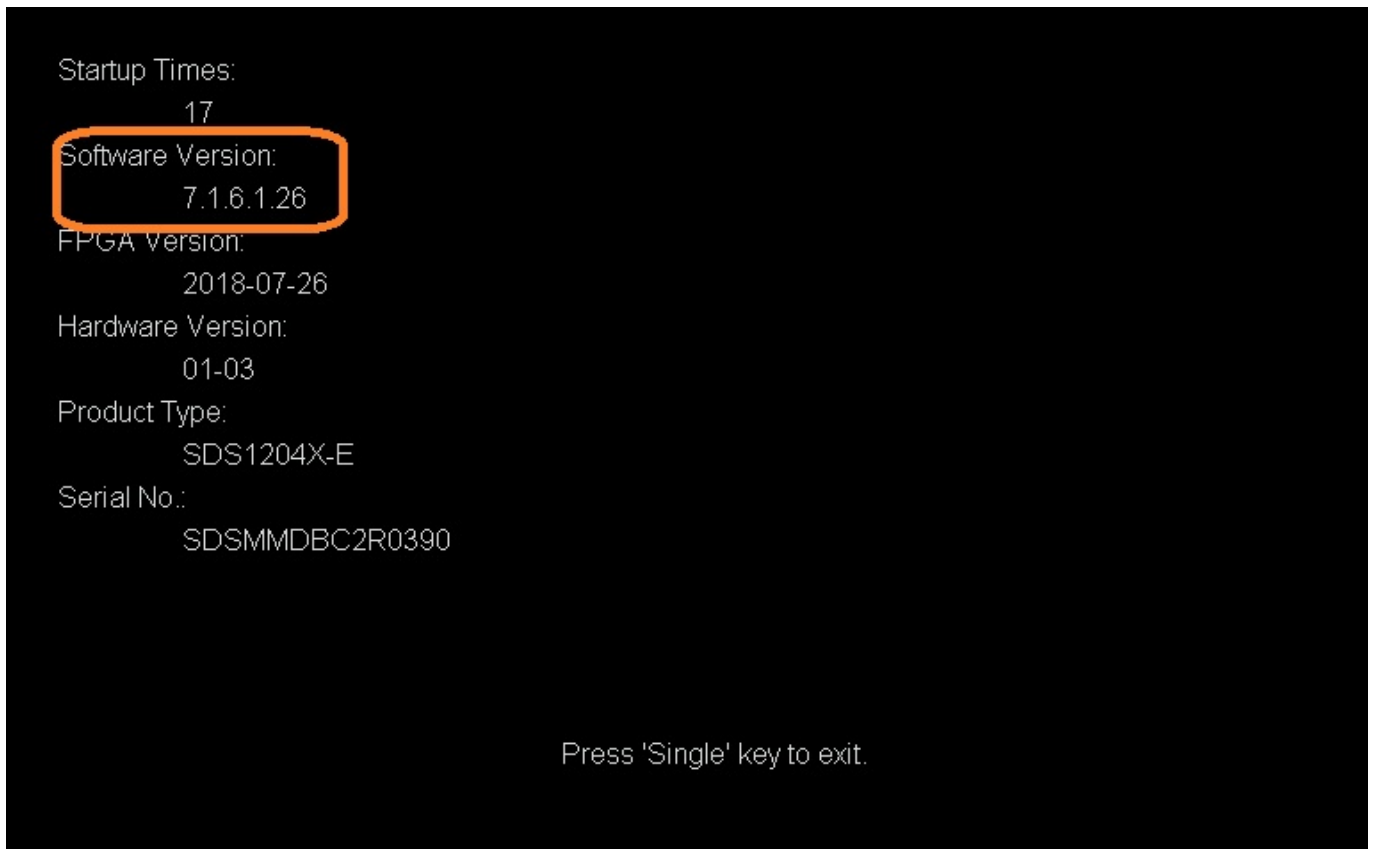 Startup Times:
17
Software Version:
7.1.6.1.26
FPGA Version:
2018-07-26
Hardware Version:
01-03
Product Type:
SDS1204X-E
Serial No.:
SDSMMDBC2R0390
Press 'Single' key to exit.